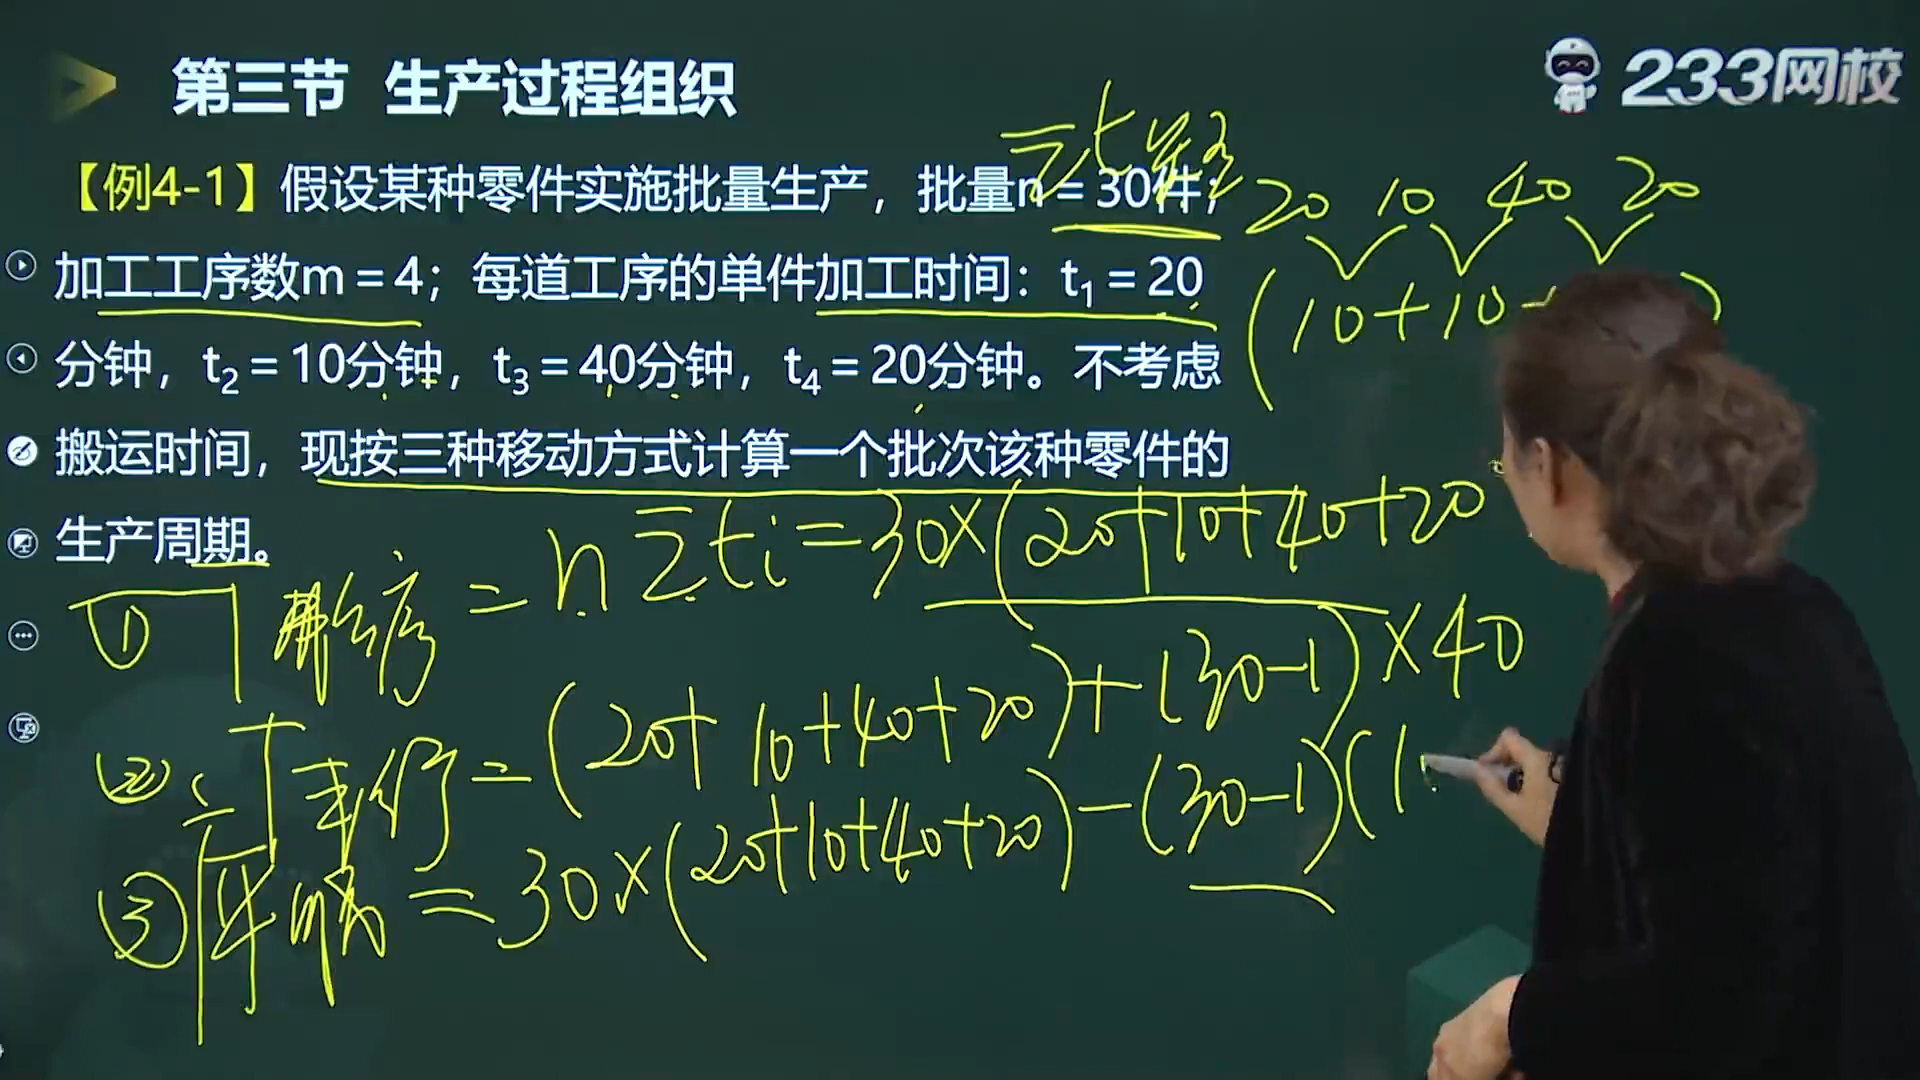 第三节 生产过程组织
233网校
【例4-1】假设某种零件实施批量生产，批量n=30件；
加工工序数m=4；每道工序的单件加工时间：t₁=20
分钟，t₂=10分钟，t₃=40分钟，t₄=20分钟。不考虑
搬运时间，现按三种移动方式计算一个批次该种零件的
生产周期。
20 10 40 20
(10+10
① 顺序=nΣti=30×(20+10+40+20
② 平行=(20+10+40+20)+(30-1)×40
③ 平顺=30×(20+10+40+20)-(30-1)(1